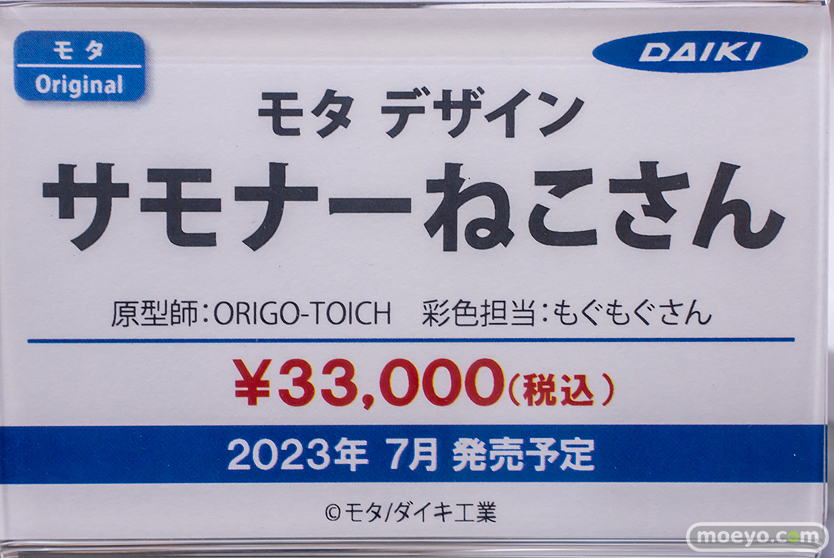 モタ
Original
DAIKI
モタ デザイン
サモナーねこさん
原型師：ORIGO-TOICH　彩色担当：もぐもぐさん
¥33,000(税込)
2023年 7月 発売予定
©モタ/ダイキ工業
moeyo.com